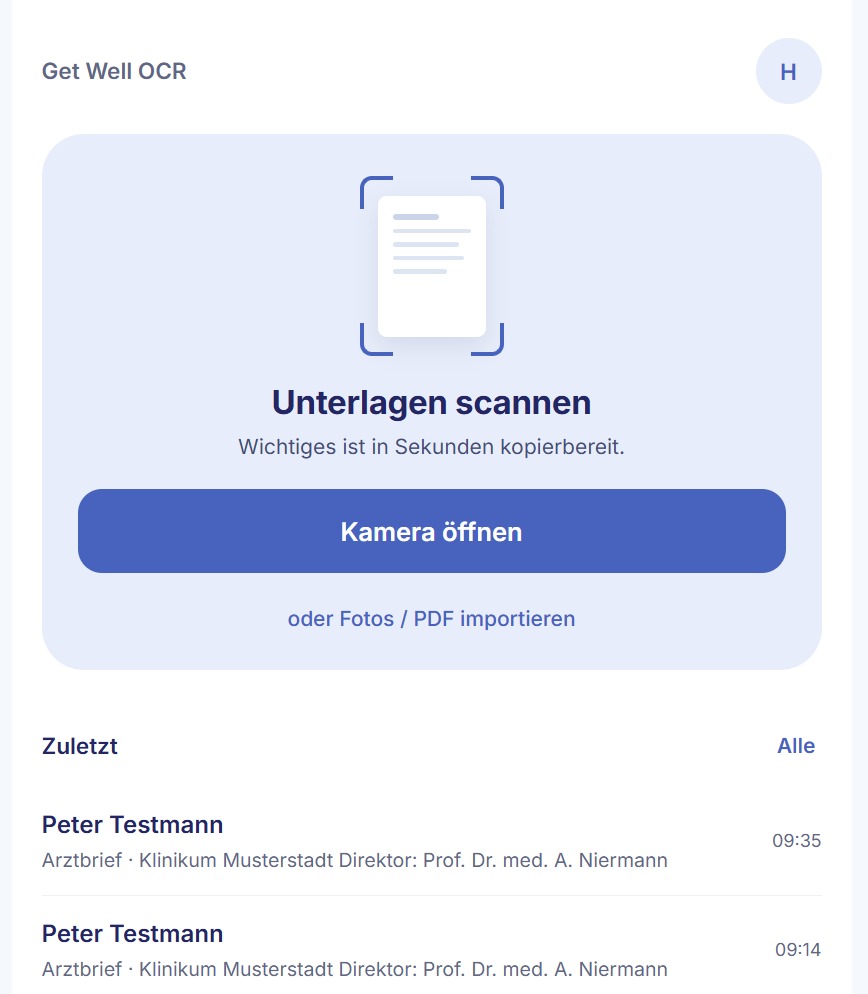 Get Well OCR
H
Unterlagen scannen
Wichtiges ist in Sekunden kopierbereit.
Kamera öffnen
oder Fotos / PDF importieren
Zuletzt
Alle
Peter Testmann
09:35
Arztbrief · Klinikum Musterstadt Direktor: Prof. Dr. med. A. Niermann
Peter Testmann
09:14
Arztbrief · Klinikum Musterstadt Direktor: Prof. Dr. med. A. Niermann